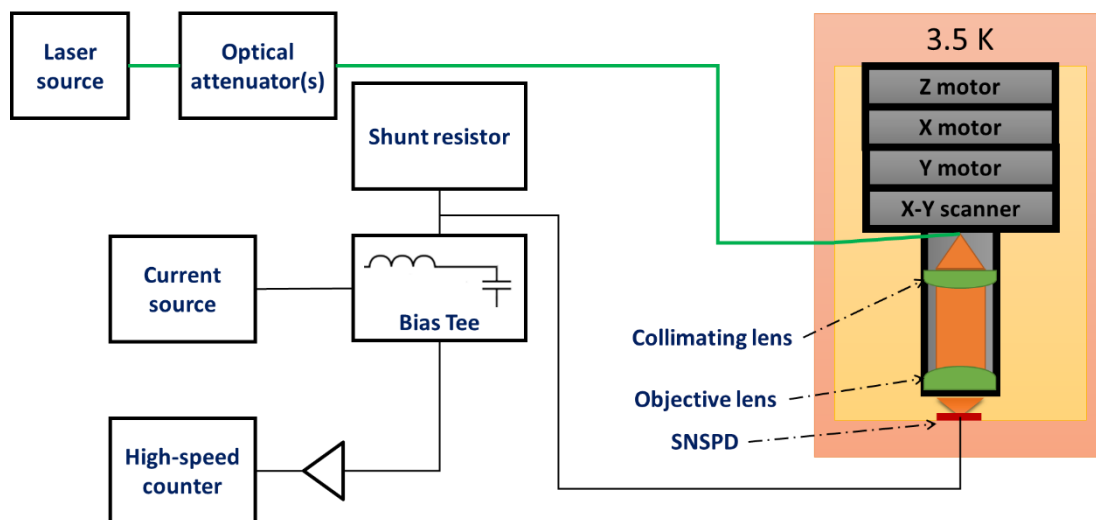 Laser
source
Optical
attenuator(s)
Shunt resistor
Current
source
Bias Tee
High-speed
counter
3.5 K
Z motor
X motor
Y motor
X-Y scanner
Collimating lens
Objective lens
SNSPD